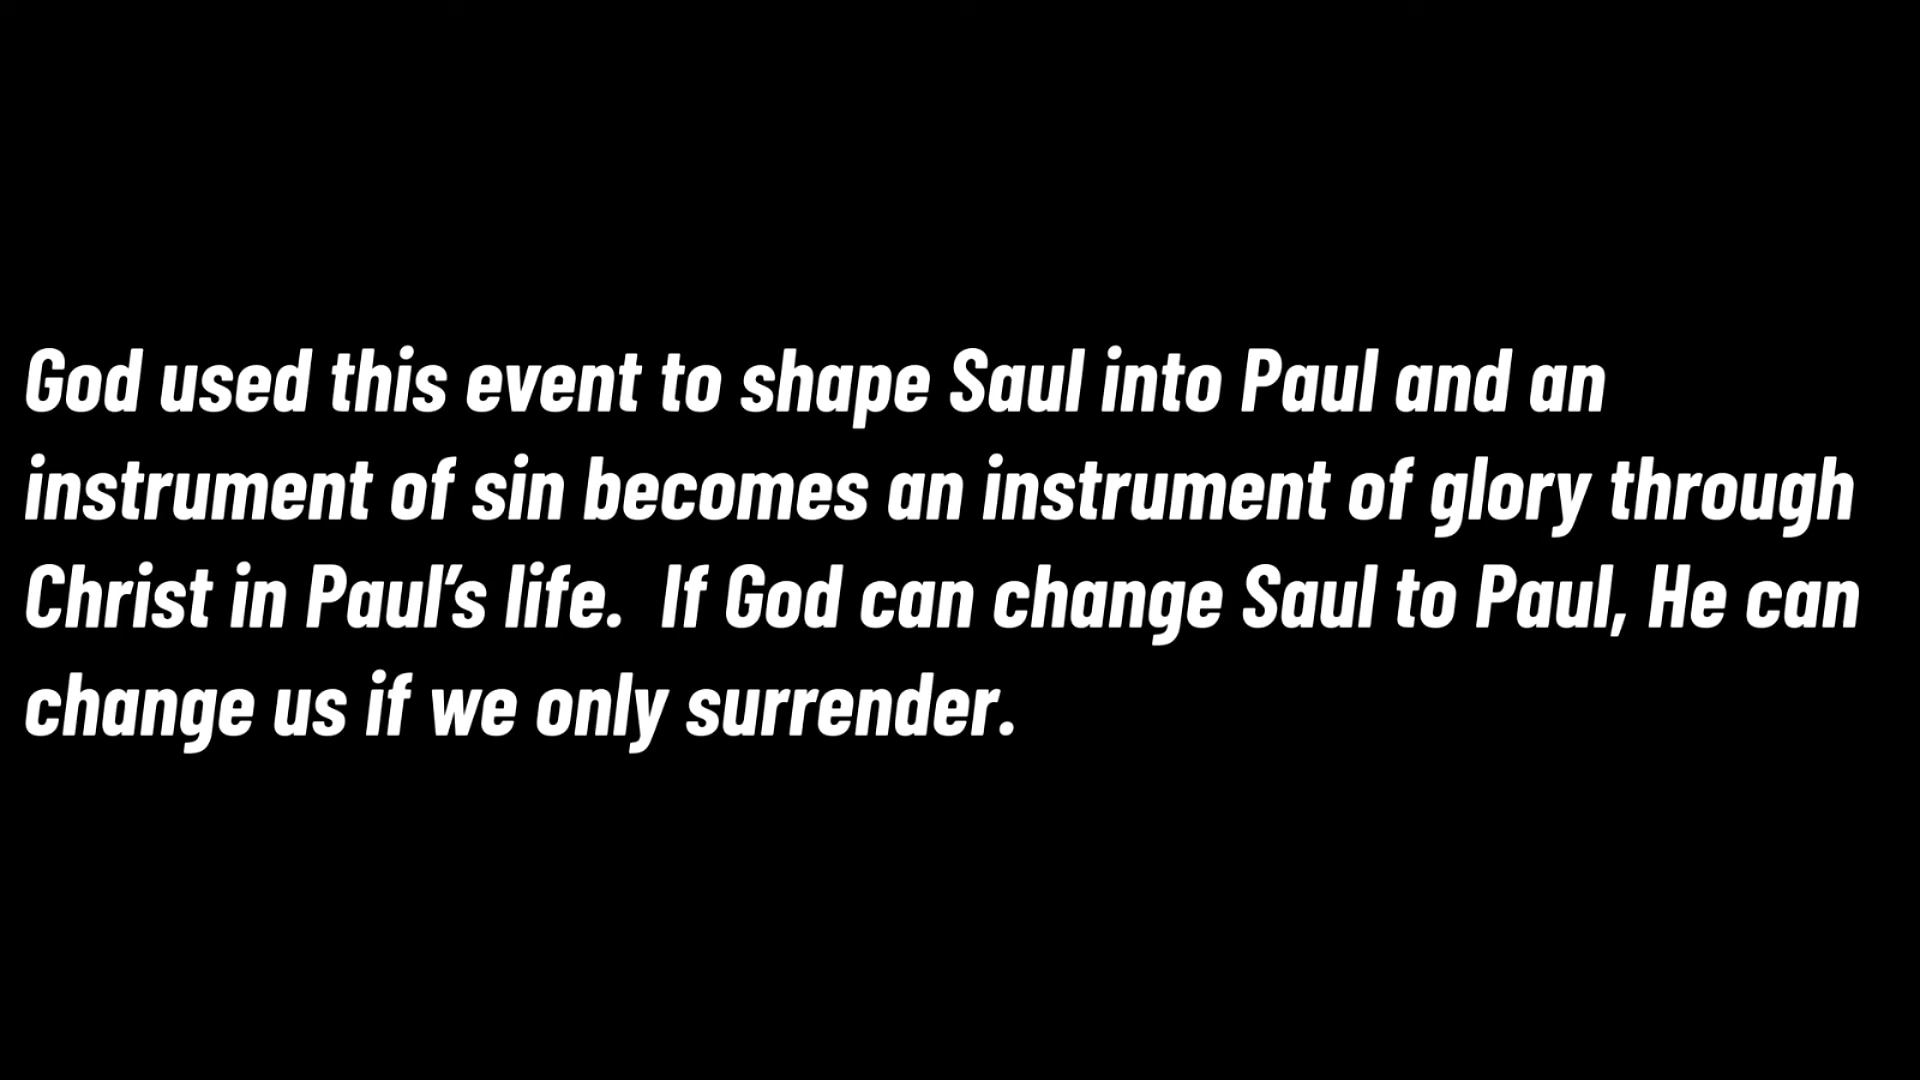 God used this event to shape Saul into Paul and an
instrument of sin becomes an instrument of glory through
Christ in Paul’s life.  If God can change Saul to Paul, He can
change us if we only surrender.